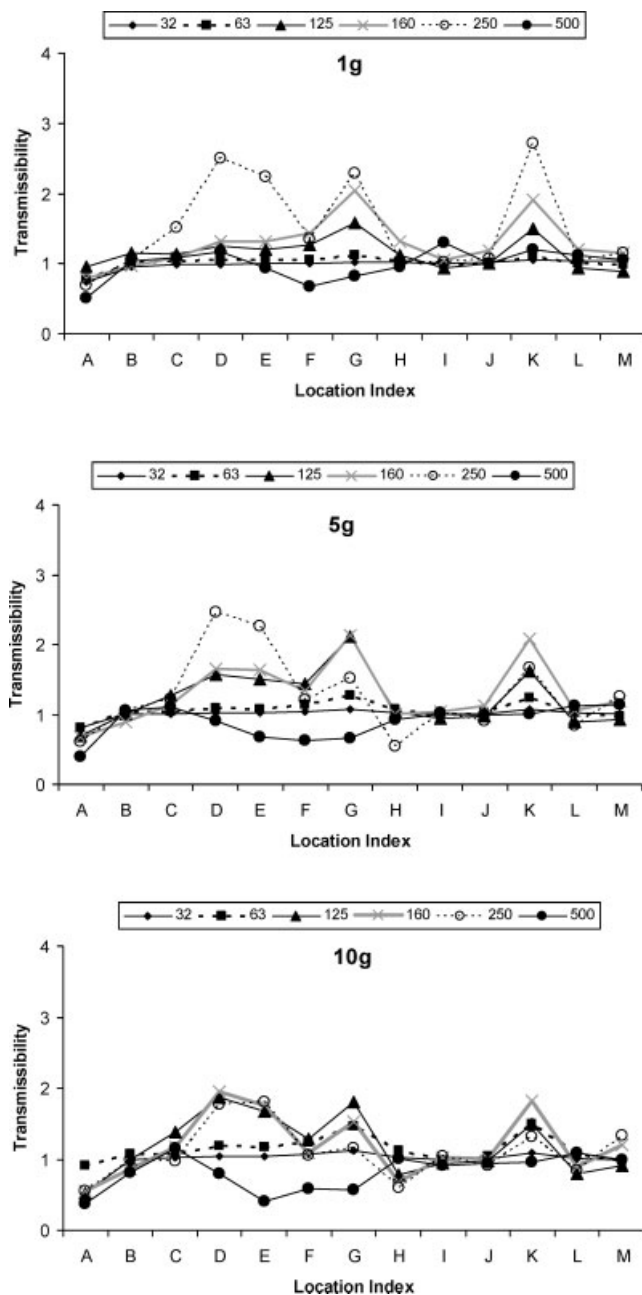 32 63 125 160 250 500
1g
4
3
2
1
0
Transmissibility
A B C D E F G H I J K L M
Location Index
32 63 125 160 250 500
5g
4
3
2
1
0
Transmissibility
A B C D E F G H I J K L M
Location Index
32 63 125 160 250 500
10g
4
3
2
1
0
Transmissibility
A B C D E F G H I J K L M
Location Index